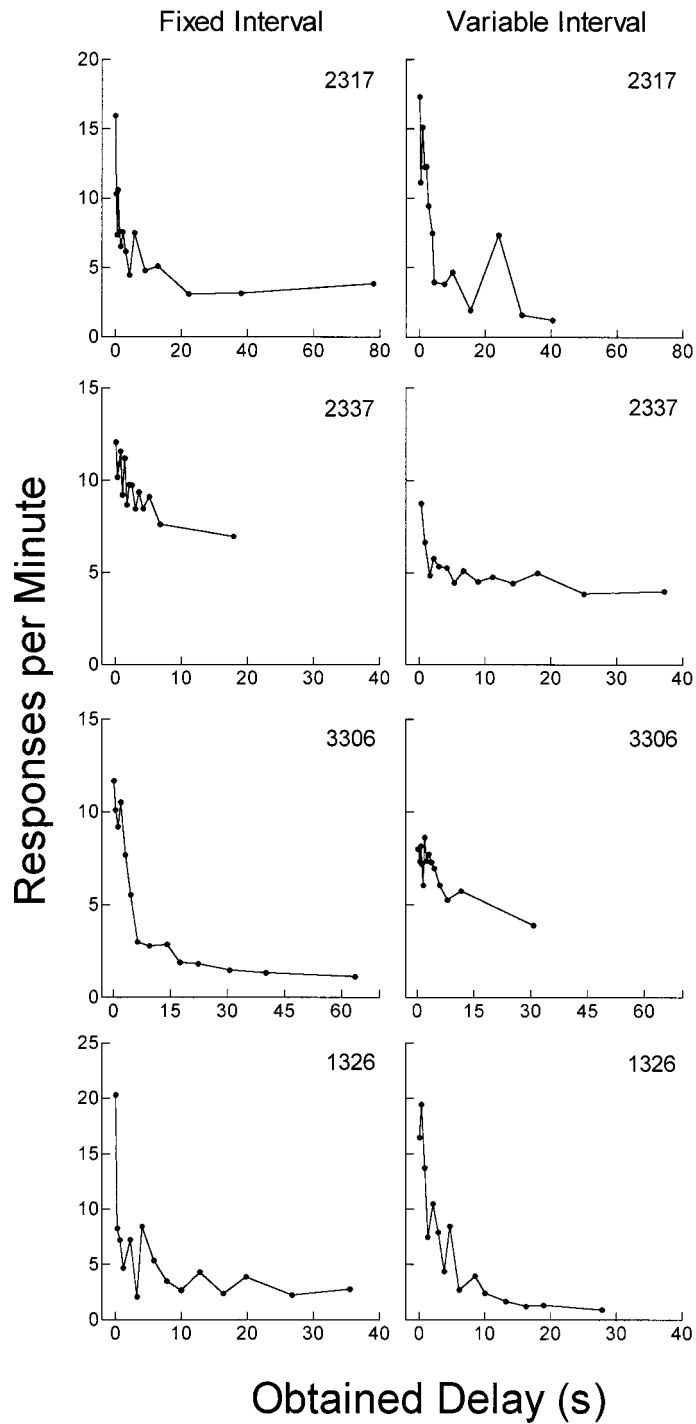 Fixed Interval
Variable Interval
Responses per Minute
2317
20
15
10
5
0
0 20 40 60 80
2317
0 20 40 60 80
2337
15
10
5
0
0 10 20 30 40
2337
0 10 20 30 40
3306
15
10
5
0
0 15 30 45 60
3306
0 15 30 45 60
1326
25
20
15
10
5
0
0 10 20 30 40
1326
0 10 20 30 40
Obtained Delay (s)